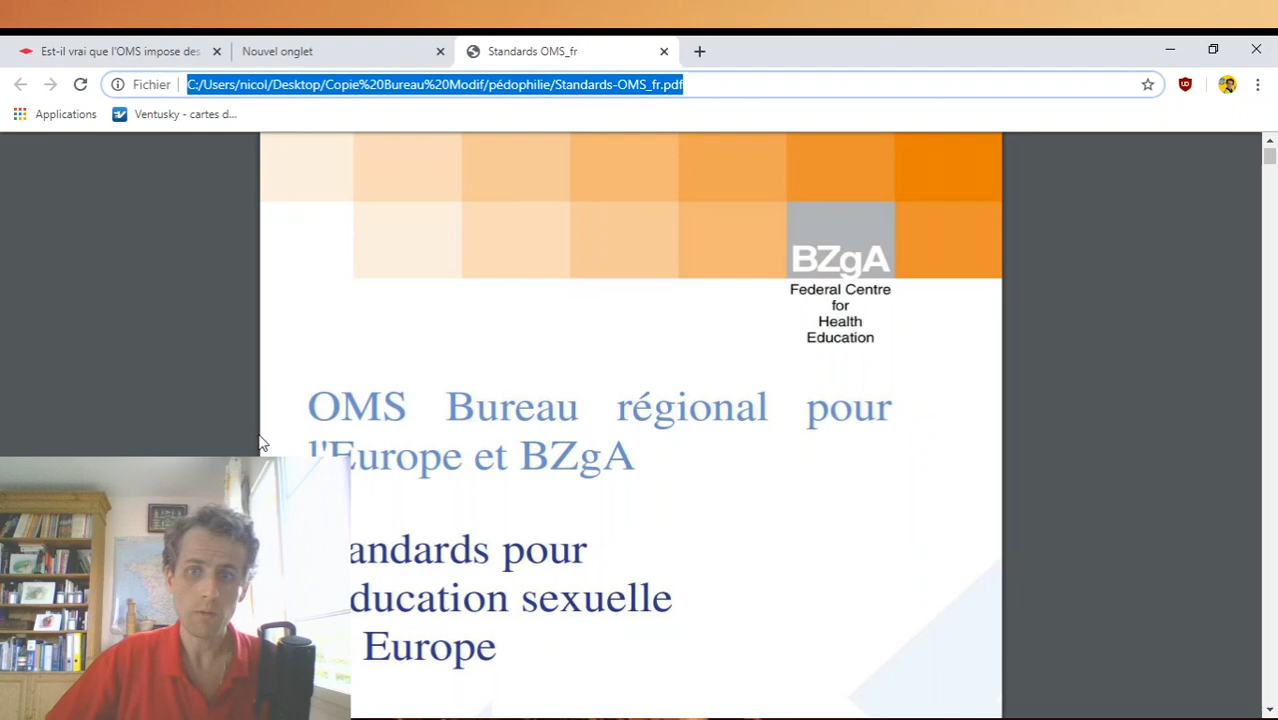 Est-il vrai que l'OMS impose des
Nouvel onglet
Standards OMS_fr
Fichier
C:/Users/nicol/Desktop/Copie%20Bureau%20Modif/pédophilie/Standards-OMS_fr.pdf
Applications
Ventusky - cartes d...
BZgA
Federal Centre
for
Health
Education
OMS Bureau régional pour
l'Europe et BZgA
andards pour
ducation sexuelle
Europe